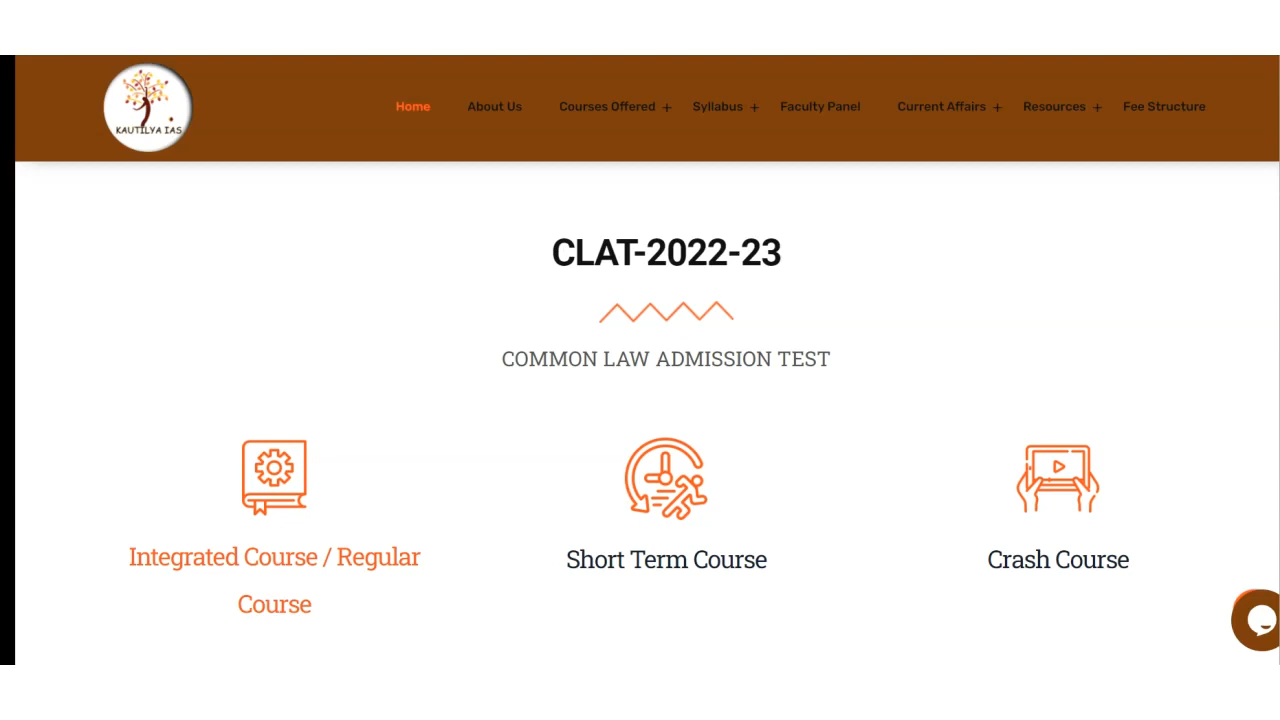 KAUTILYA IAS
Home About Us Courses Offered + Syllabus + Faculty Panel Current Affairs + Resources + Fee Structure
CLAT-2022-23
COMMON LAW ADMISSION TEST
Integrated Course / Regular
Course
Short Term Course
Crash Course